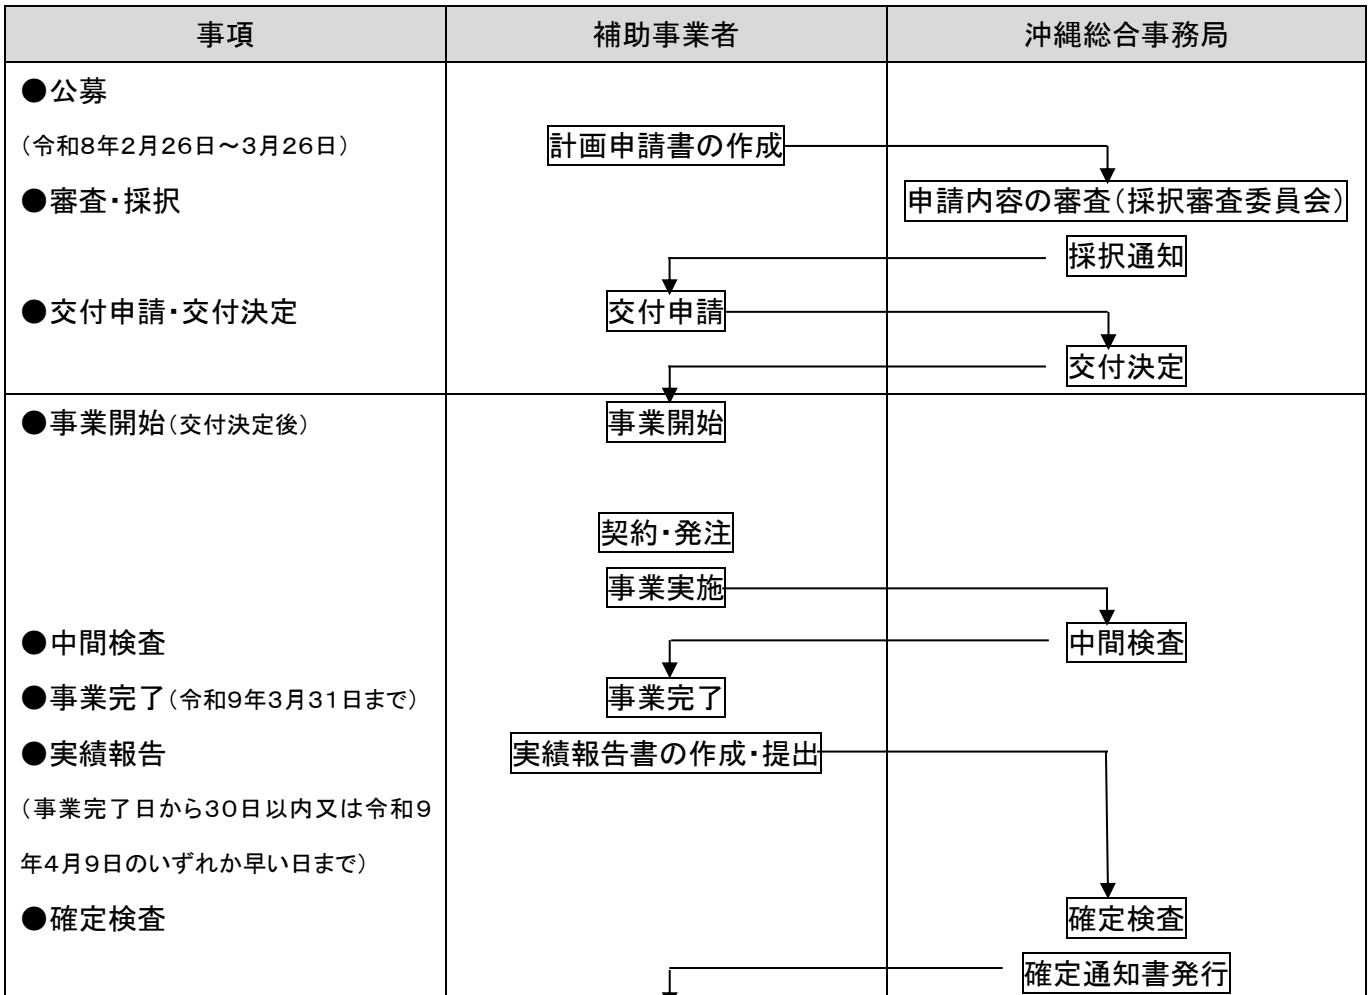 事項 補助事業者 沖縄総合事務局
●公募
（令和８年２月２６日～３月２６日） 計画申請書の作成
●審査・採択 申請内容の審査（採択審査委員会）
採択通知
●交付申請・交付決定 交付申請
交付決定
●事業開始（交付決定後） 事業開始
契約・発注
事業実施
●中間検査 中間検査
●事業完了（令和９年３月３１日まで） 事業完了
●実績報告 実績報告書の作成・提出
（事業完了日から３０日以内又は令和９
年４月９日のいずれか早い日まで）
●確定検査 確定検査
確定通知書発行